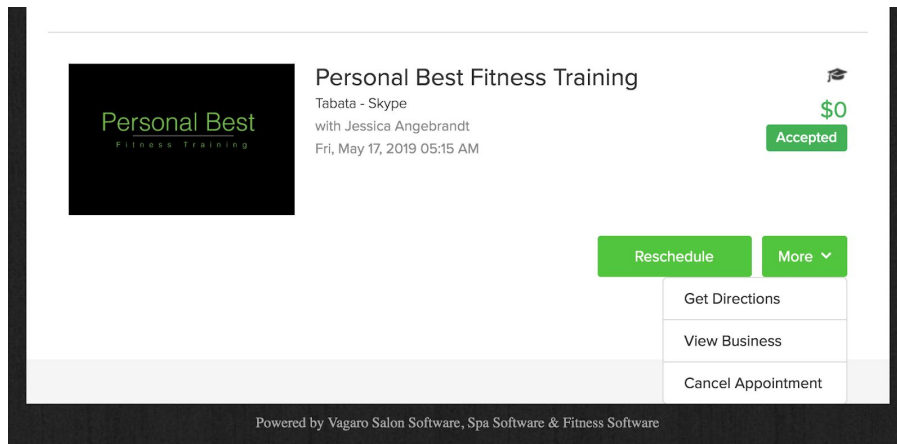 Personal Best
Fitness Training
Personal Best Fitness Training
Tabata - Skype
with Jessica Angebrandt
Fri, May 17, 2019 05:15 AM
$0
Accepted
Reschedule
More
Get Directions
View Business
Cancel Appointment
Powered by Vagaro Salon Software, Spa Software & Fitness Software